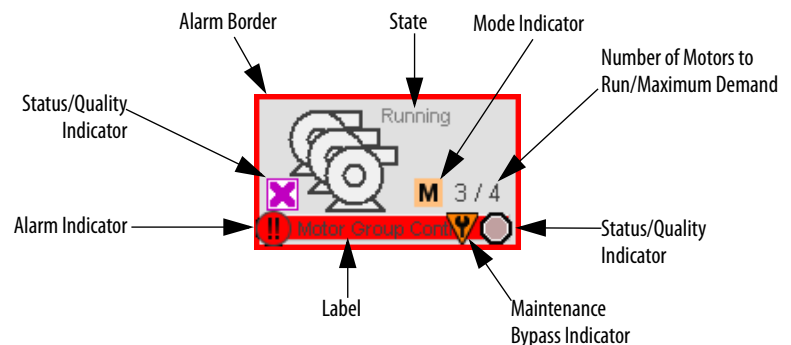 Alarm Border
State
Mode Indicator
Number of Motors to
Run/Maximum Demand
Status/Quality
Indicator
Running
M 3 / 4
Alarm Indicator
!! Motor Group Cont
Status/Quality
Indicator
Label
Maintenance
Bypass Indicator